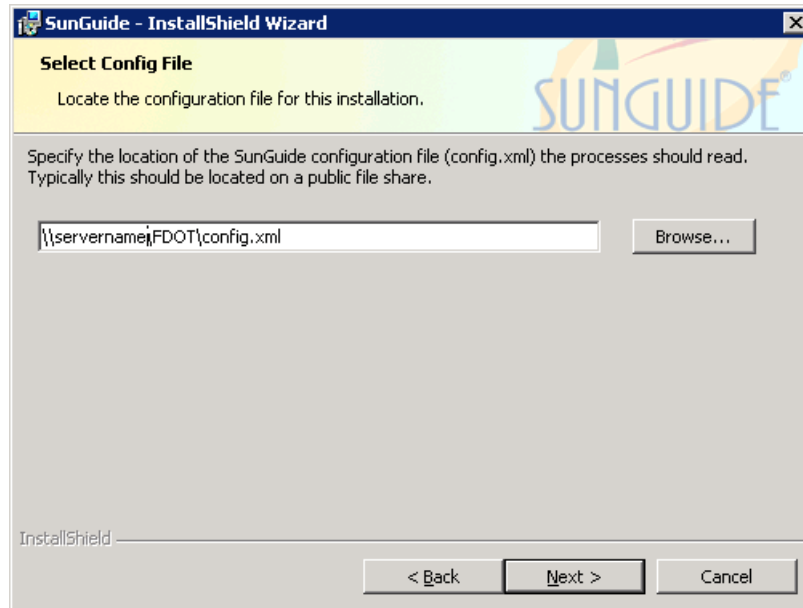 SunGuide - InstallShield Wizard
Select Config File
Locate the configuration file for this installation.
SUNGUIDE®
Specify the location of the SunGuide configuration file (config.xml) the processes should read.
Typically this should be located on a public file share.
\\servername\FDOT\config.xml
Browse...
InstallShield
< Back
Next >
Cancel